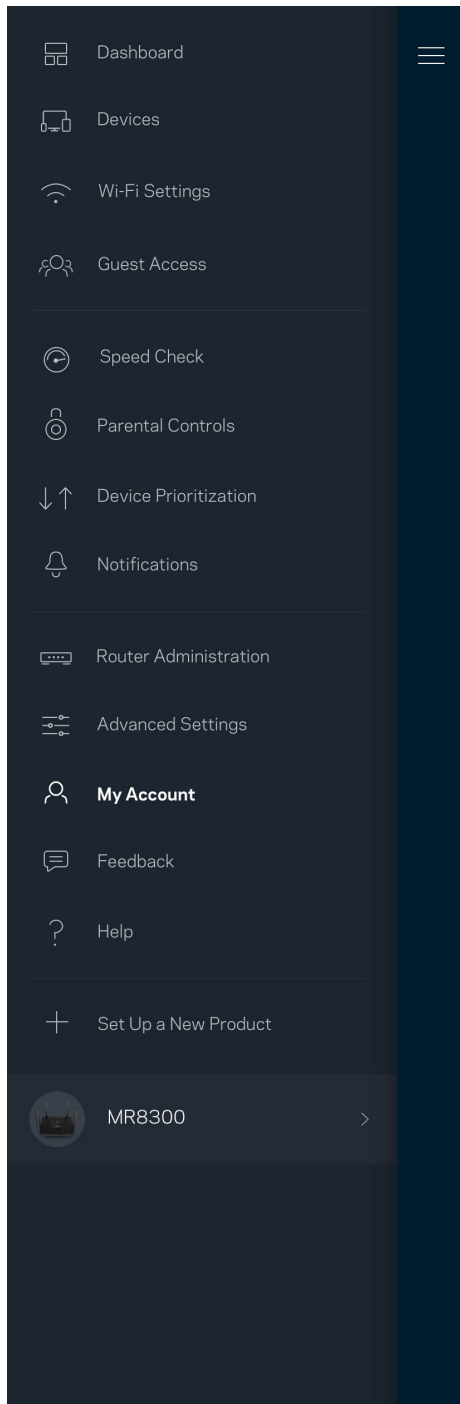 Dashboard
Devices
Wi-Fi Settings
Guest Access
Speed Check
Parental Controls
Device Prioritization
Notifications
Router Administration
Advanced Settings
My Account
Feedback
Help
Set Up a New Product
MR8300